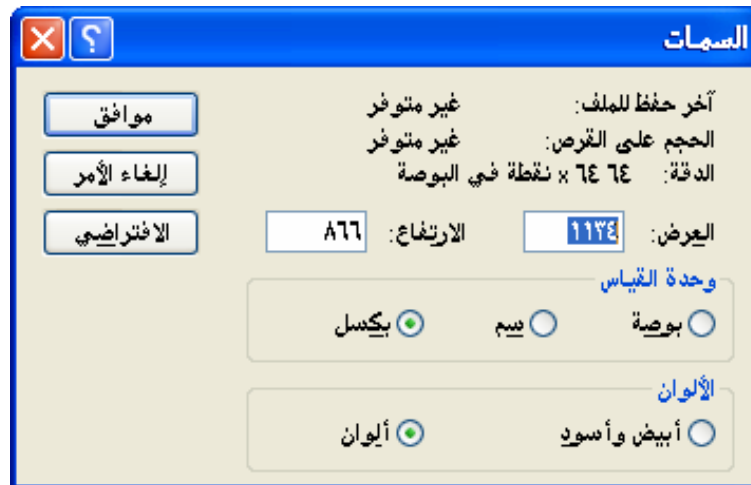 السمات
آخر حفظ للملف: غير متوفر
الحجم على القرص: غير متوفر
الدقة: ٦٤ x ٦٤ نقطة في البوصة
العرض: ١١٣٤ الارتفاع: ٨٦٦
وحدة القياس
بوصة سم بكسل
الألوان
أبيض وأسود ألوان
موافق
إلغاء الأمر
الافتراضي